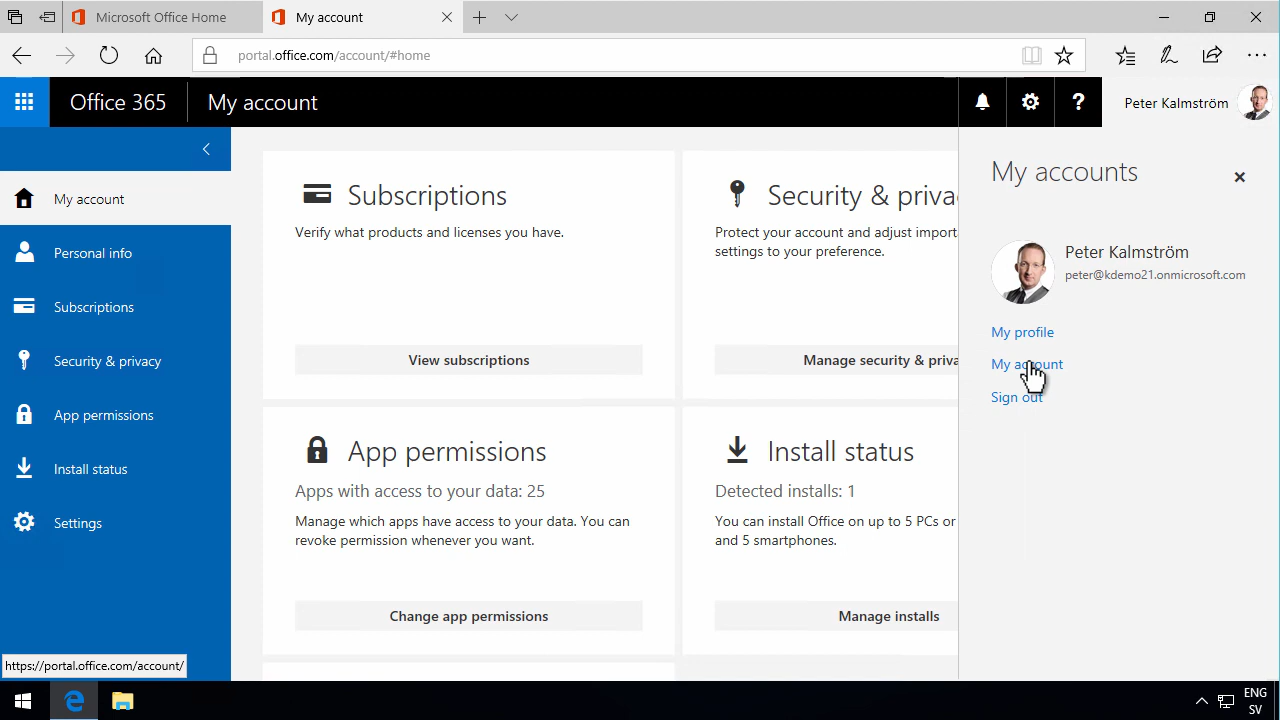 Microsoft Office Home
My account
portal.office.com/account/#home
Office 365
My account
?
Peter Kalmström
My account
Personal info
Subscriptions
Security & privacy
App permissions
Install status
Settings
Subscriptions
Verify what products and licenses you have.
View subscriptions
Security & priva
Protect your account and adjust import
settings to your preference.
Manage security & priva
App permissions
Apps with access to your data: 25
Manage which apps have access to your data. You can
revoke permission whenever you want.
Change app permissions
Install status
Detected installs: 1
You can install Office on up to 5 PCs or
and 5 smartphones.
Manage installs
My accounts
Peter Kalmström
peter@kdemo21.onmicrosoft.com
My profile
My account
Sign out
https://portal.office.com/account/
ENG
SV